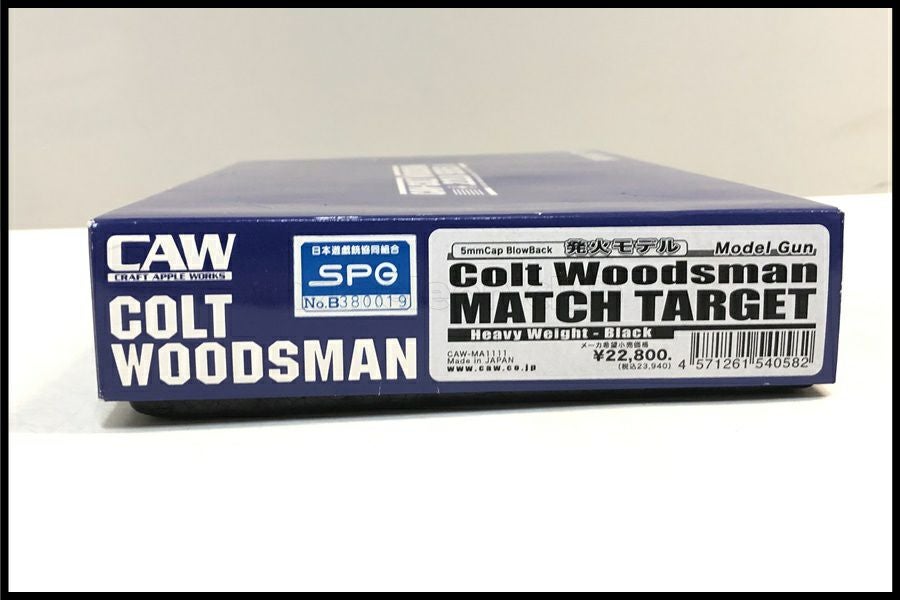 CAW
CRAFT APPLE WORKS
COLT
WOODSMAN
日本遊戯銃協同組合
SPG
No.B380019
5mmCap BlowBack 発火モデル Model Gun
Colt Woodsman
MATCH TARGET
Heavy Weight - Black
CAW-MA1111
Made in JAPAN
www.caw.co.jp
メーカ希望小売価格
¥22,800.
(税込23,940)
4 571261 540582